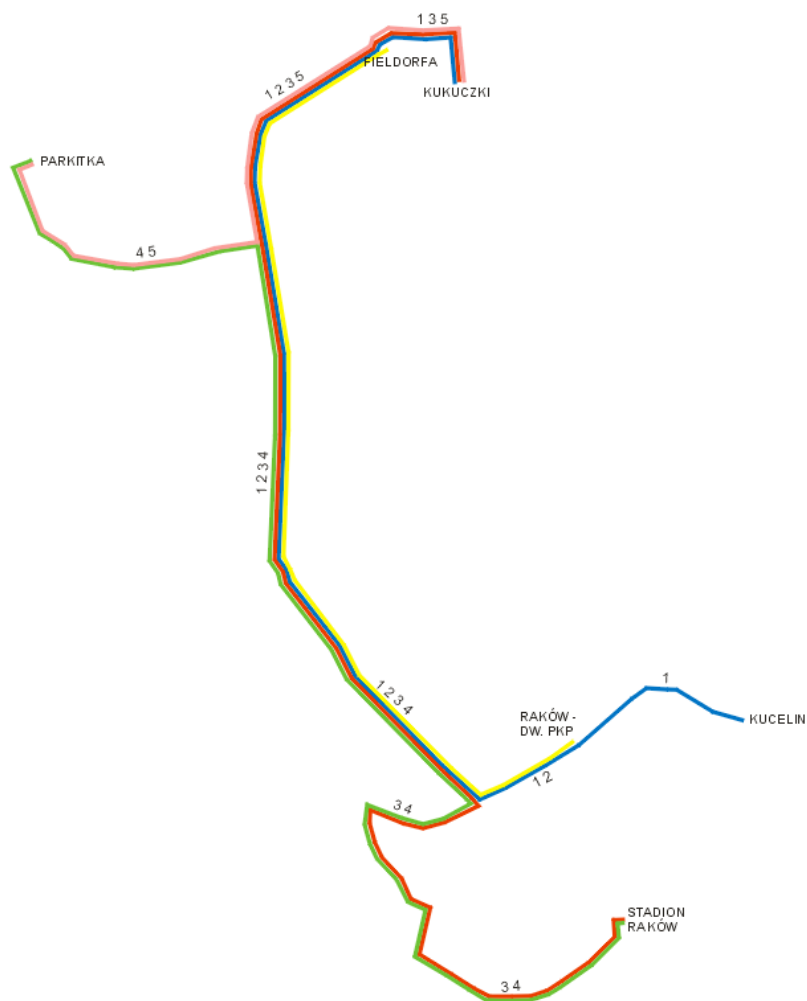 1 3 5
FIELDORFA
KUKUCZKI
1 2 3 5
PARKITKA
4 5
1 2 3 4
1 2 3 4
1
RAKÓW -
DW. PKP
KUCELIN
1 2
3 4
STADION
RAKÓW
3 4